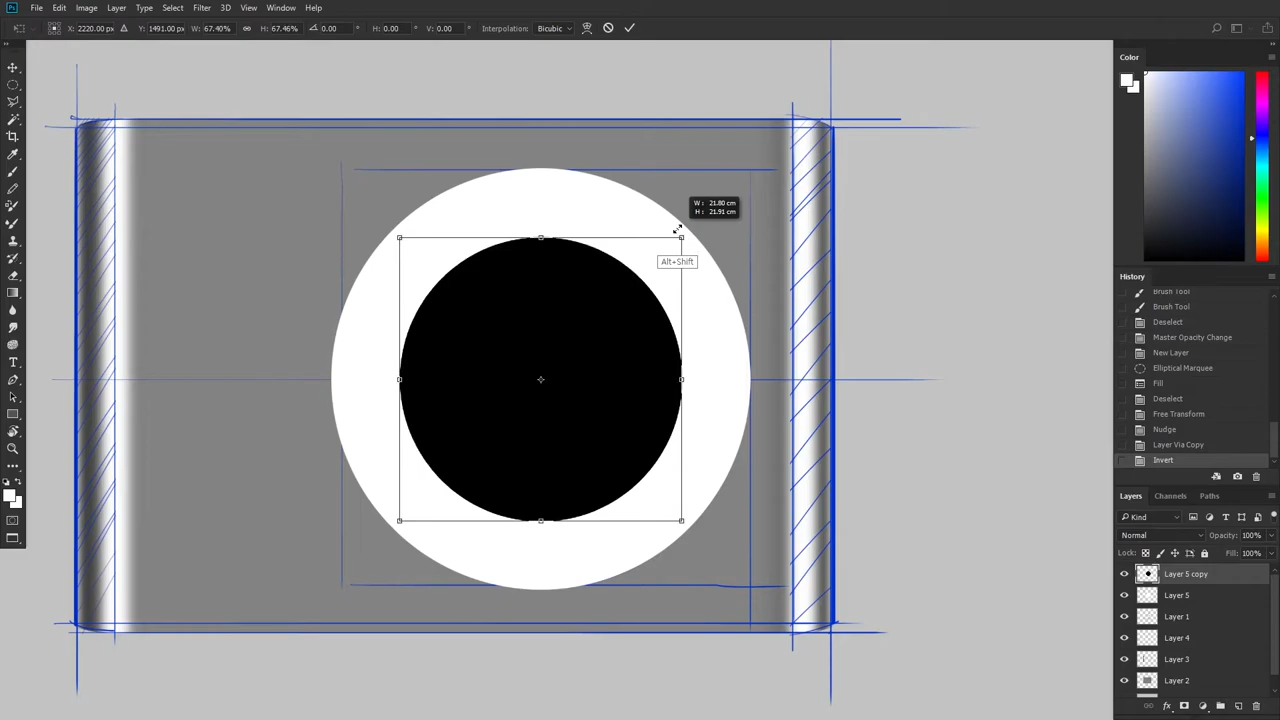 Ps File Edit Image Layer Type Select Filter 3D View Window Help
X: 2220.00 px Y: 1491.00 px W: 67.40% H: 67.46% 0.00 ° H: 0.00 ° V: 0.00 ° Interpolation: Bicubic
Color
W : 21.80 cm
H : 21.91 cm
Alt+Shift
History
Brush Tool
Brush Tool
Deselect
Master Opacity Change
New Layer
Elliptical Marquee
Fill
Deselect
Free Transform
Nudge
Layer Via Copy
Invert
Layers Channels Paths
Kind
Normal Opacity: 100%
Lock: Fill: 100%
Layer 5 copy
Layer 5
Layer 1
Layer 4
Layer 3
Layer 2